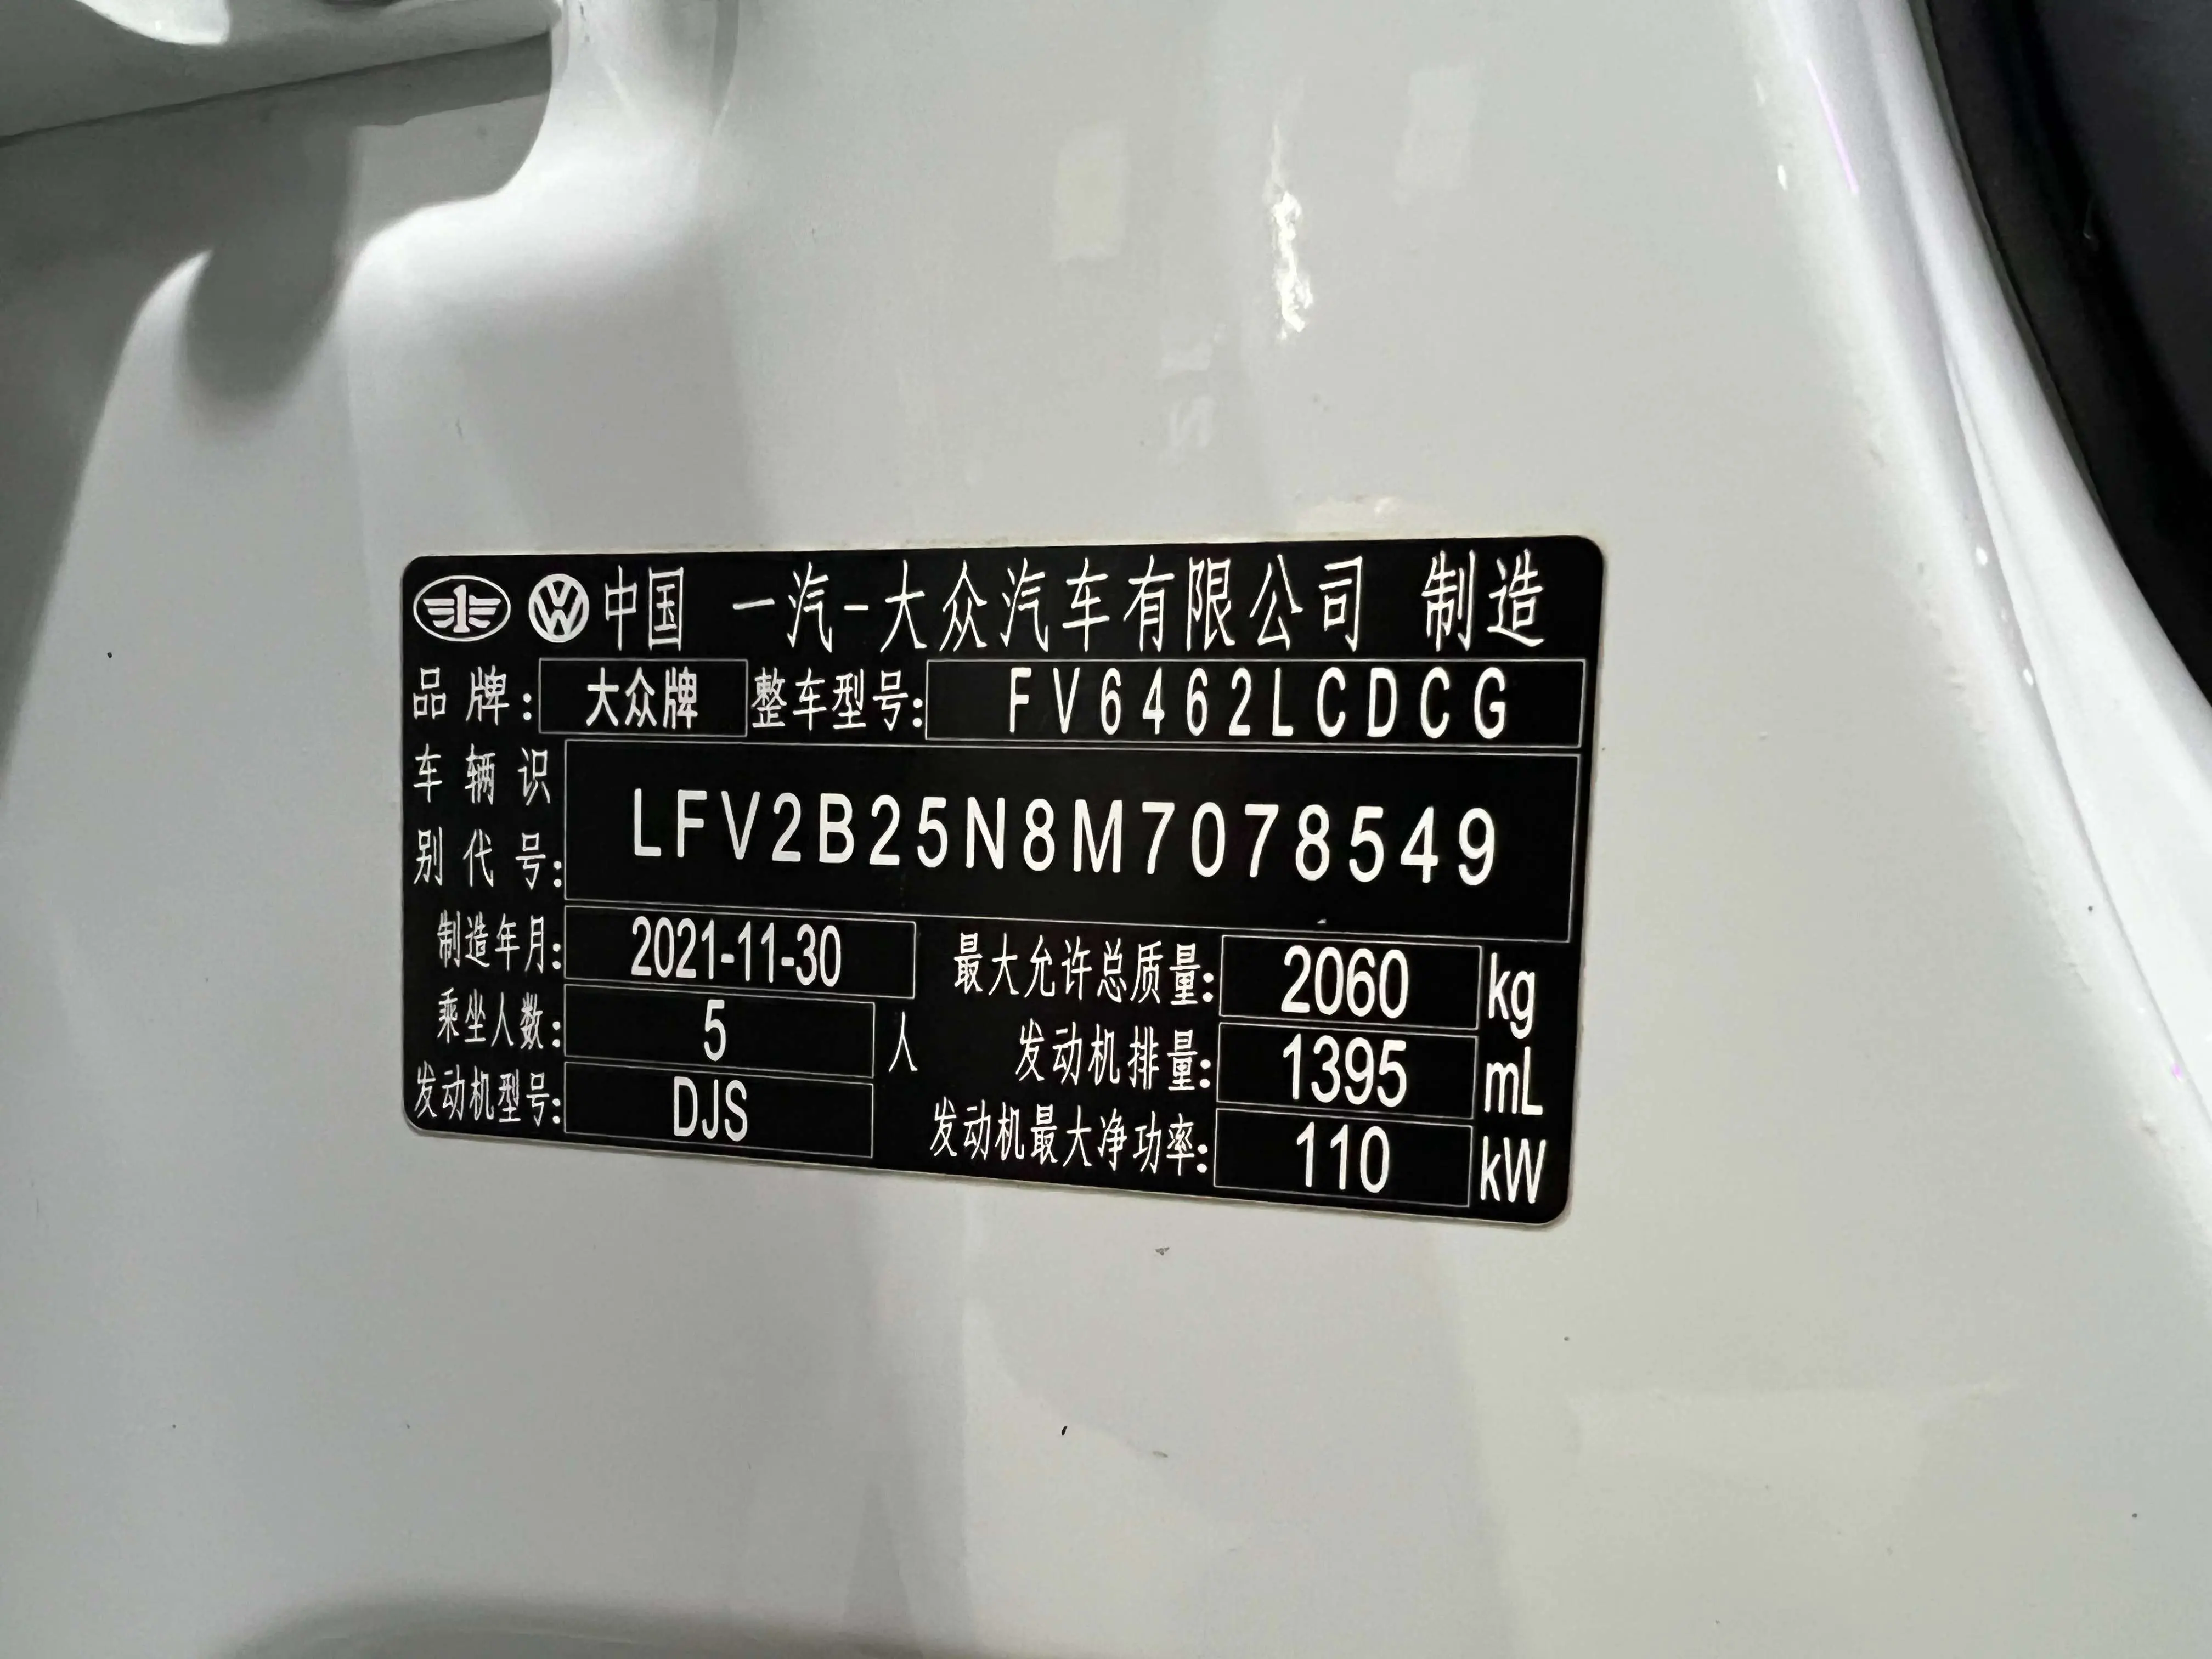 中国 一汽-大众汽车有限公司 制造
品牌: 大众牌 整车型号: FV6462LCDCG
车辆识别代号: LFV2B25N8M7078549
制造年月: 2021-11-30 最大允许总质量: 2060 kg
乘坐人数: 5 人 发动机排量: 1395 mL
发动机型号: DJS 发动机最大净功率: 110 kW